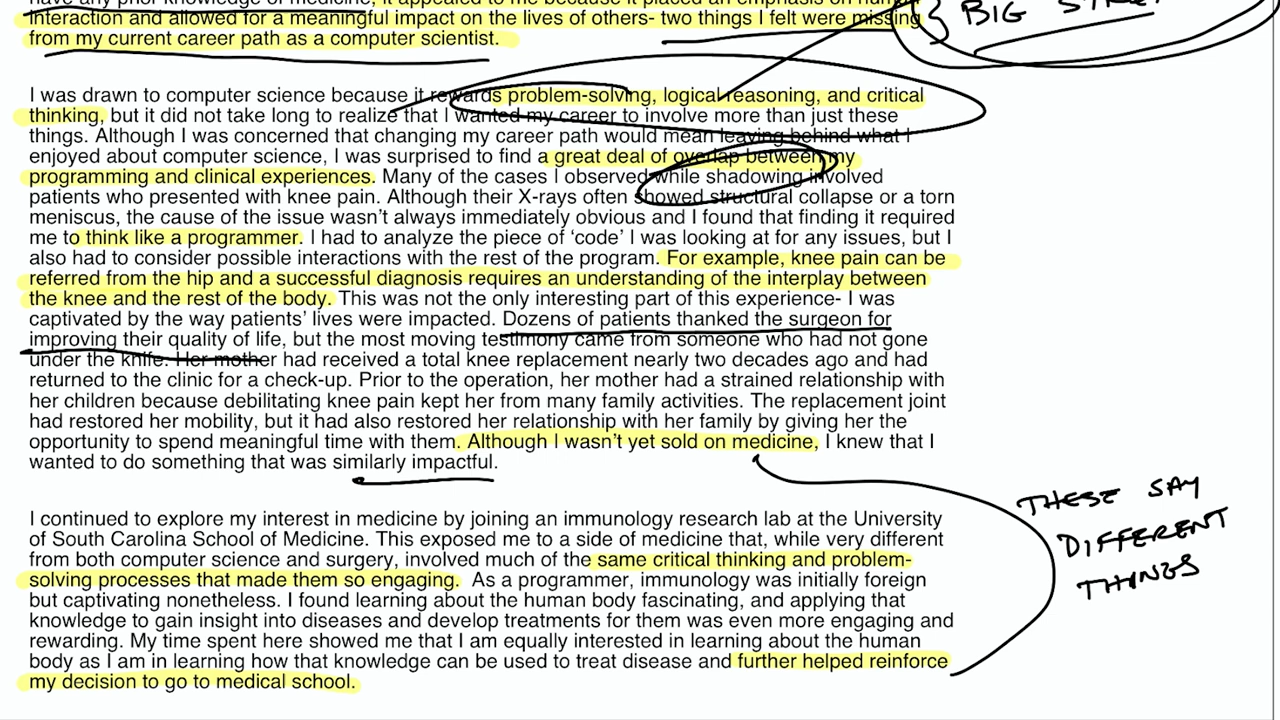 have any prior knowledge of medicine, it appealed to me because it placed an emphasis on human
interaction and allowed for a meaningful impact on the lives of others- two things I felt were missing
from my current career path as a computer scientist.
BIG
I was drawn to computer science because it rewards problem-solving, logical reasoning, and critical
thinking, but it did not take long to realize that I wanted my career to involve more than just these
things. Although I was concerned that changing my career path would mean leaving behind what I
enjoyed about computer science, I was surprised to find a great deal of overlap between my
programming and clinical experiences. Many of the cases I observed while shadowing involved
patients who presented with knee pain. Although their X-rays often showed structural collapse or a torn
meniscus, the cause of the issue wasn't always immediately obvious and I found that finding it required
me to think like a programmer. I had to analyze the piece of 'code' I was looking at for any issues, but I
also had to consider possible interactions with the rest of the program. For example, knee pain can be
referred from the hip and a successful diagnosis requires an understanding of the interplay between
the knee and the rest of the body. This was not the only interesting part of this experience- I was
captivated by the way patients' lives were impacted. Dozens of patients thanked the surgeon for
improving their quality of life, but the most moving testimony came from someone who had not gone
under the knife. Her mother had received a total knee replacement nearly two decades ago and had
returned to the clinic for a check-up. Prior to the operation, her mother had a strained relationship with
her children because debilitating knee pain kept her from many family activities. The replacement joint
had restored her mobility, but it had also restored her relationship with her family by giving her the
opportunity to spend meaningful time with them. Although I wasn't yet sold on medicine, I knew that I
wanted to do something that was similarly impactful.
THESE SAY
DIFFERENT
THINGS
I continued to explore my interest in medicine by joining an immunology research lab at the University
of South Carolina School of Medicine. This exposed me to a side of medicine that, while very different
from both computer science and surgery, involved much of the same critical thinking and problem-
solving processes that made them so engaging. As a programmer, immunology was initially foreign
but captivating nonetheless. I found learning about the human body fascinating, and applying that
knowledge to gain insight into diseases and develop treatments for them was even more engaging and
rewarding. My time spent here showed me that I am equally interested in learning about the human
body as I am in learning how that knowledge can be used to treat disease and further helped reinforce
my decision to go to medical school.